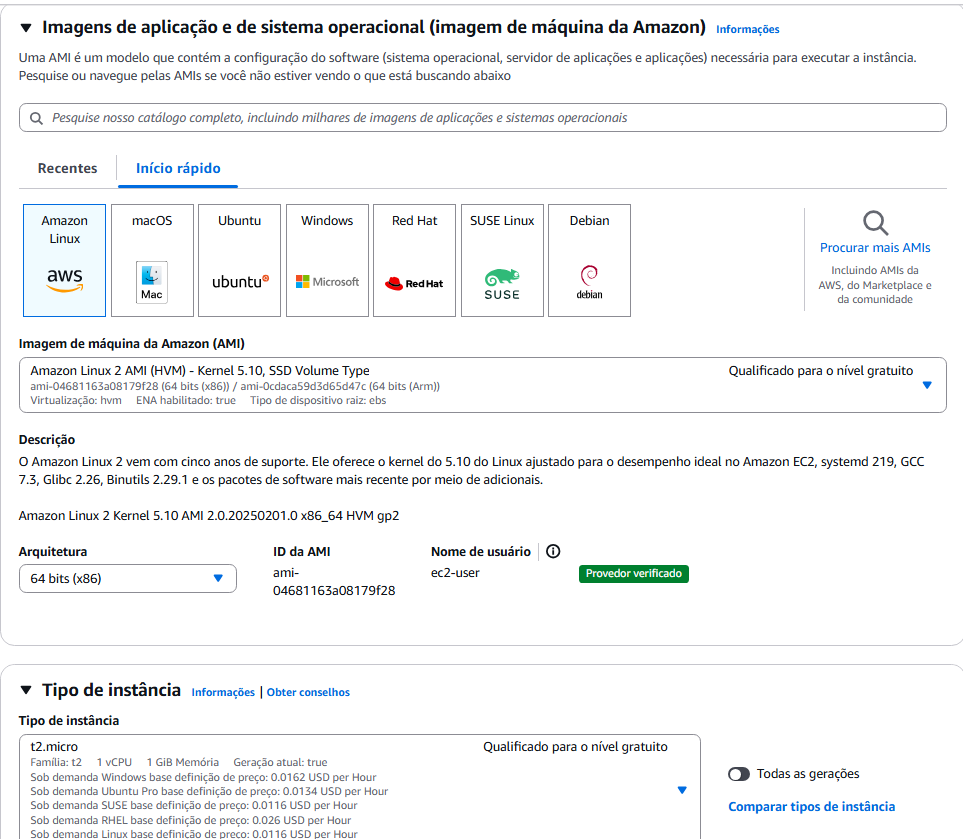 Imagens de aplicação e de sistema operacional (imagem de máquina da Amazon) Informações
Uma AMI é um modelo que contém a configuração do software (sistema operacional, servidor de aplicações e aplicações) necessária para executar a instância.
Pesquise ou navegue pelas AMIs se você não estiver vendo o que está buscando abaixo
Pesquise nosso catálogo completo, incluindo milhares de imagens de aplicações e sistemas operacionais
Recentes
Início rápido
Amazon
Linux
aws
macOS
Mac
Ubuntu
ubuntu
Windows
Microsoft
Red Hat
Red Hat
SUSE Linux
SUSE
Debian
debian
Procurar mais AMIs
Incluindo AMIs da
AWS, do Marketplace e
da comunidade
Imagem de máquina da Amazon (AMI)
Amazon Linux 2 AMI (HVM) - Kernel 5.10, SSD Volume Type
Qualificado para o nível gratuito
ami-04681163a08179f28 (64 bits (x86)) / ami-0cdaca59d3d65d47c (64 bits (Arm))
Virtualização: hvm ENA habilitado: true Tipo de dispositivo raiz: ebs
Descrição
O Amazon Linux 2 vem com cinco anos de suporte. Ele oferece o kernel do 5.10 do Linux ajustado para o desempenho ideal no Amazon EC2, systemd 219, GCC
7.3, Glibc 2.26, Binutils 2.29.1 e os pacotes de software mais recente por meio de adicionais.
Amazon Linux 2 Kernel 5.10 AMI 2.0.20250201.0 x86_64 HVM gp2
Arquitetura
64 bits (x86)
ID da AMI
ami-
04681163a08179f28
Nome de usuário
ec2-user
Provedor verificado
Tipo de instância Informações | Obter conselhos
Tipo de instância
t2.micro
Qualificado para o nível gratuito
Família: t2 1 vCPU 1 GiB Memória Geração atual: true
Sob demanda Windows base definição de preço: 0.0162 USD per Hour
Sob demanda Ubuntu Pro base definição de preço: 0.0134 USD per Hour
Sob demanda SUSE base definição de preço: 0.0116 USD per Hour
Sob demanda RHEL base definição de preço: 0.026 USD per Hour
Sob demanda Linux base definição de preço: 0.0116 USD per Hour
Todas as gerações
Comparar tipos de instância